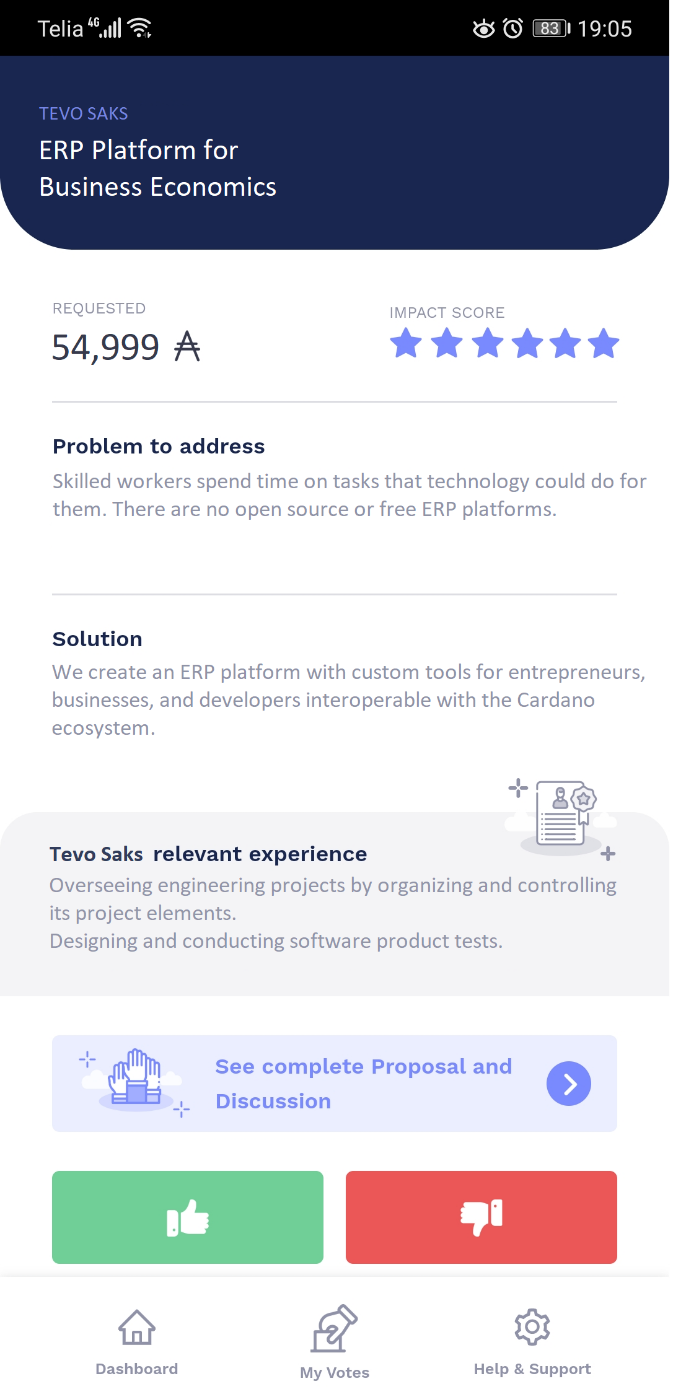 Telia 4G 83 19:05
TEVO SAKS
ERP Platform for
Business Economics
REQUESTED
54,999 ₳
IMPACT SCORE
Problem to address
Skilled workers spend time on tasks that technology could do for
them. There are no open source or free ERP platforms.
Solution
We create an ERP platform with custom tools for entrepreneurs,
businesses, and developers interoperable with the Cardano
ecosystem.
Tevo Saks relevant experience
Overseeing engineering projects by organizing and controlling
its project elements.
Designing and conducting software product tests.
See complete Proposal and
Discussion
Dashboard
My Votes
Help & Support